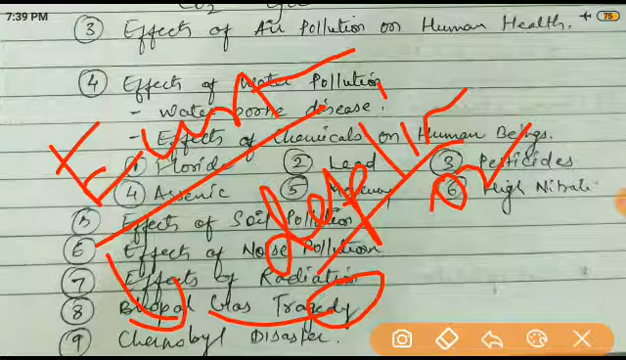 7:39 PM 75
CO2
③ Effects of Air Pollution on Human Health.
④ Effects of Water Pollution
- Water borne disease.
- Effects of Chemicals on Human Beings.
① Floride ② Lead ③ Pesticides
④ Arsenic ⑤ Mercury ⑥ High Nitrate
⑤ Effects of Soil Pollution
⑥ Effect of Noise Pollution
⑦ Effects of Radiation
⑧ Bhopal Gas Tragedy
⑨ Chernobyl Disaster.